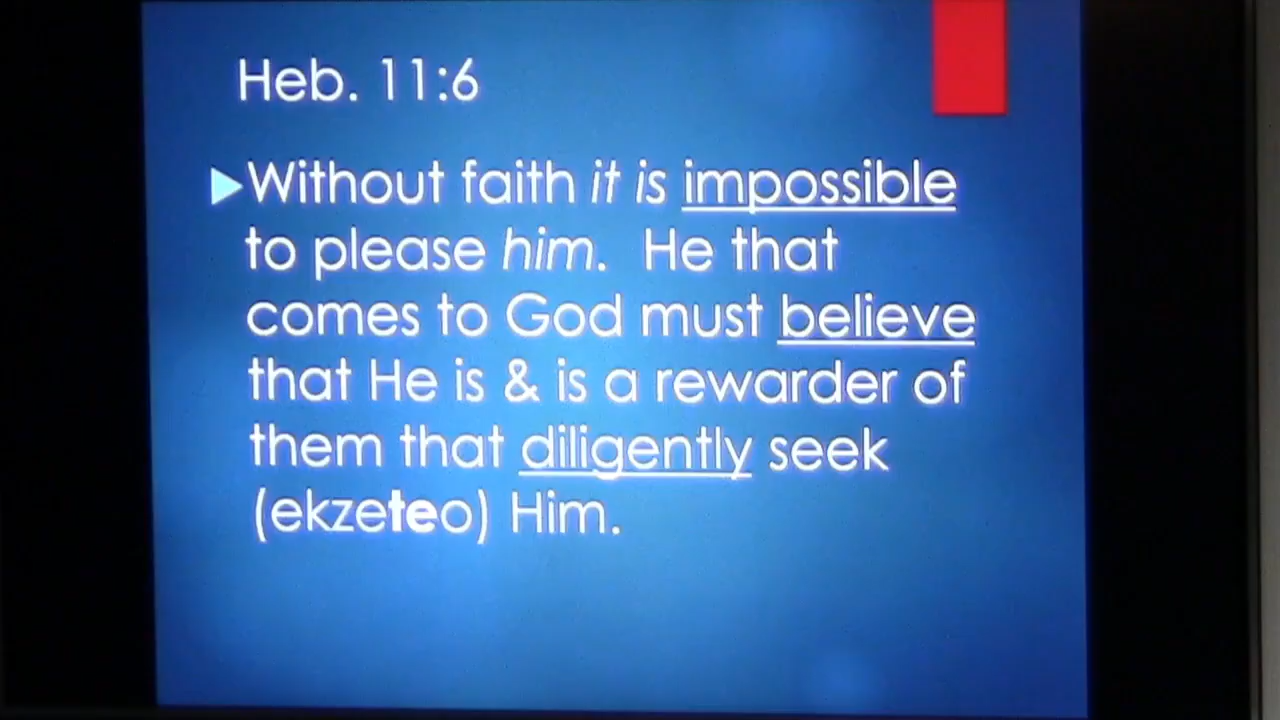 Heb. 11:6
Without faith it is impossible
to please him. He that
comes to God must believe
that He is & is a rewarder of
them that diligently seek
(ekzeteo) Him.